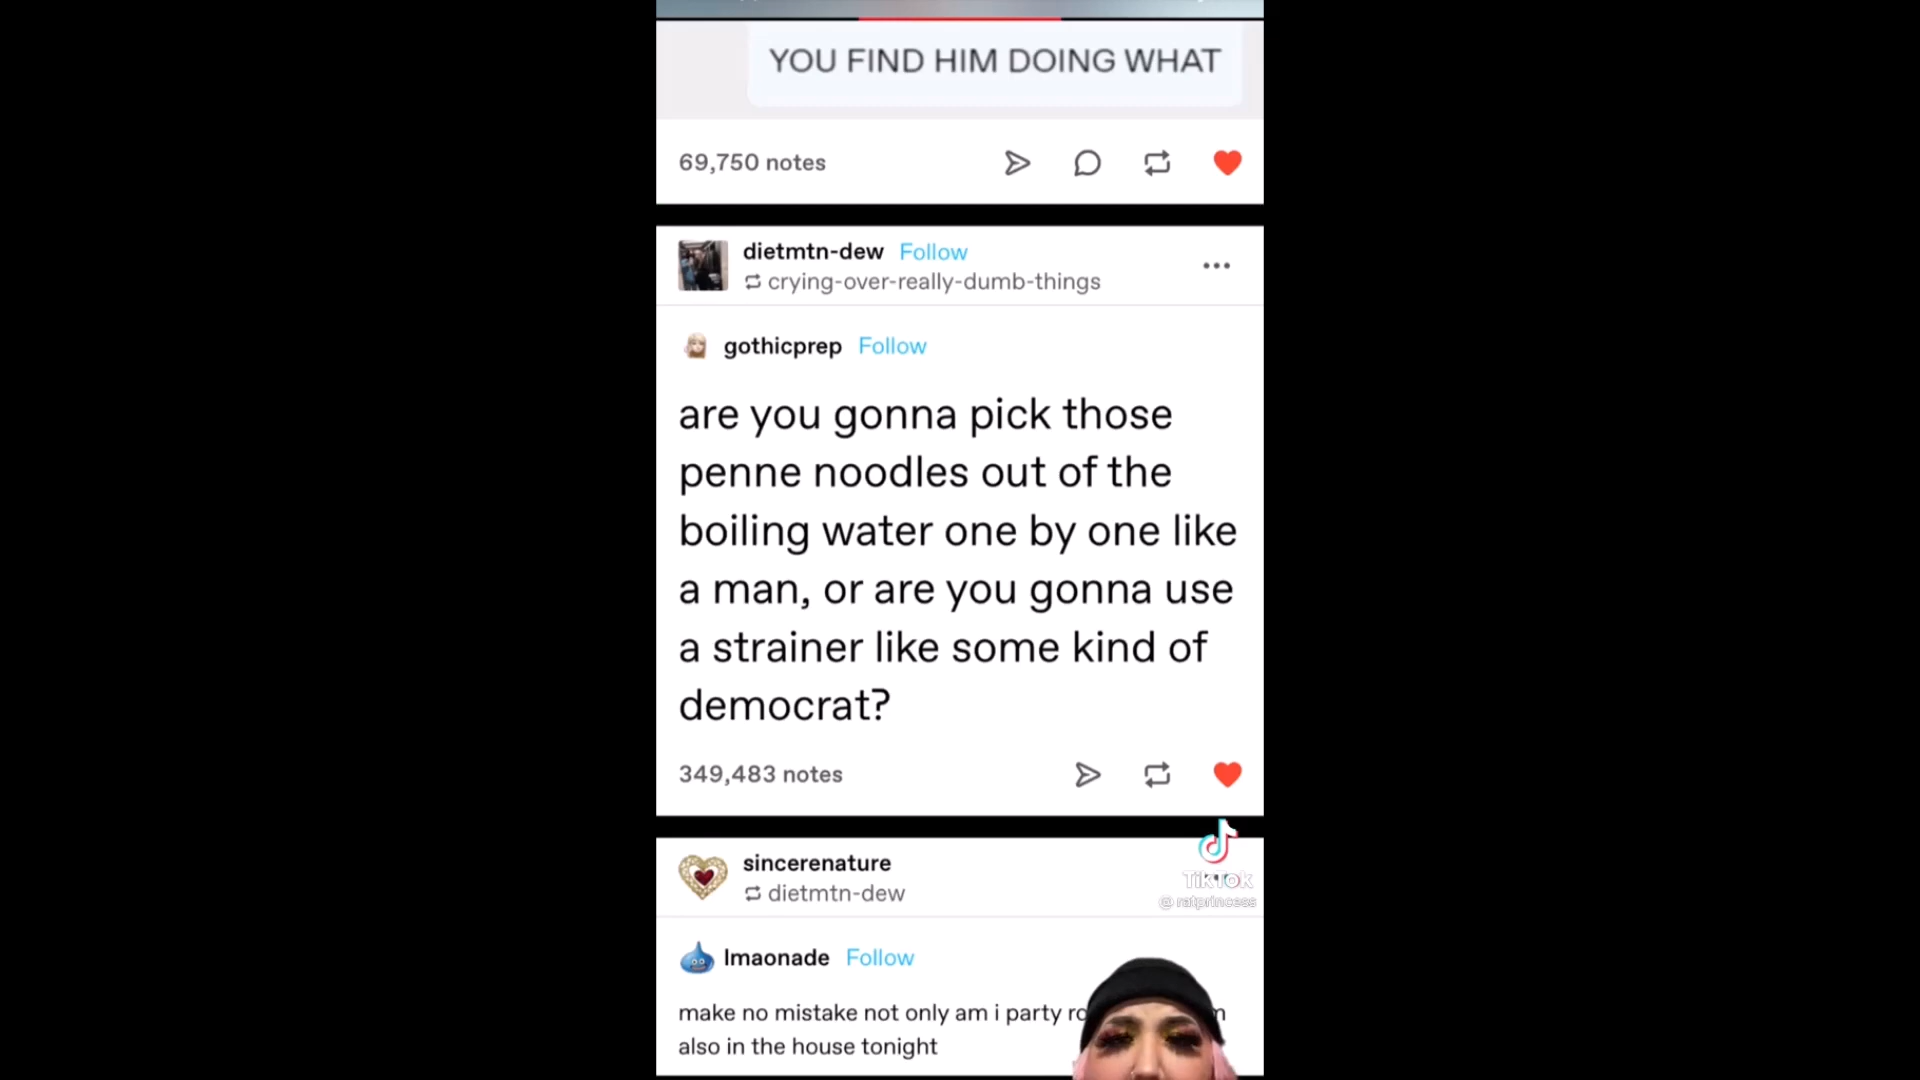 YOU FIND HIM DOING WHAT
69,750 notes
dietmtn-dew Follow
crying-over-really-dumb-things
gothicprep Follow
are you gonna pick those
penne noodles out of the
boiling water one by one like
a man, or are you gonna use
a strainer like some kind of
democrat?
349,483 notes
sincerenature
dietmtn-dew
TikTok
@ratprincess
lmaonade Follow
make no mistake not only am i party
also in the house tonight